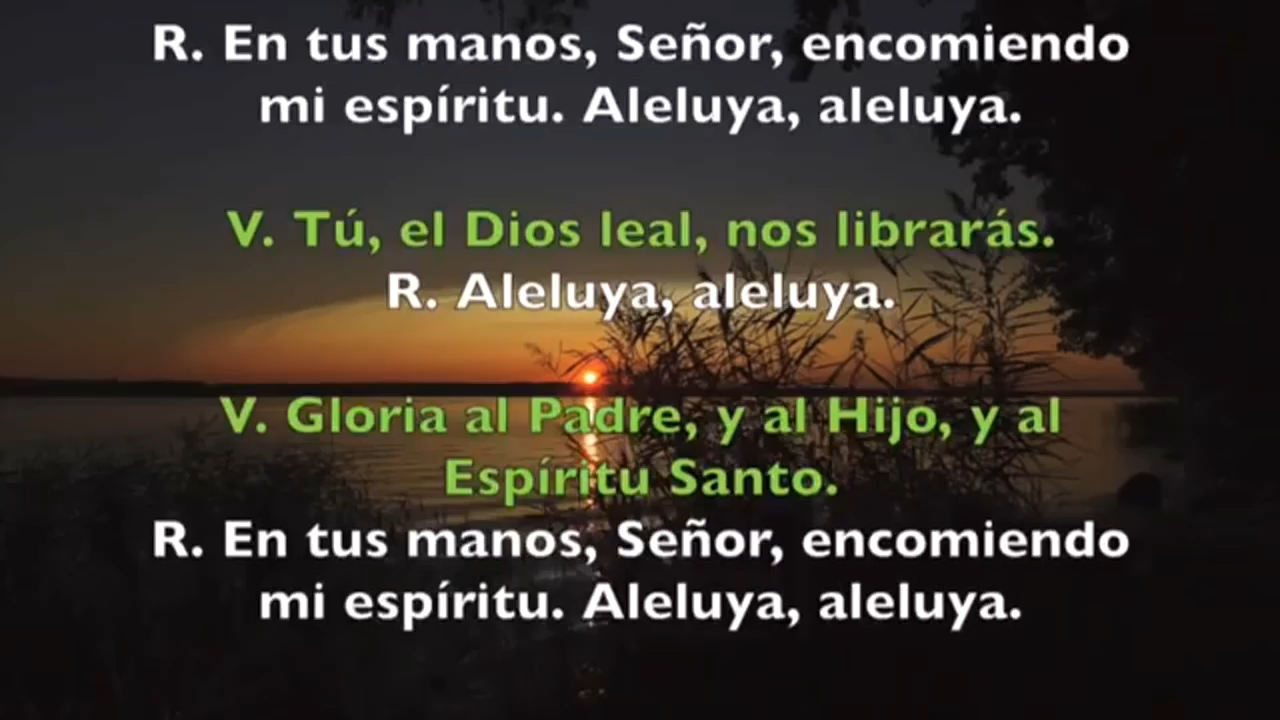 R. En tus manos, Señor, encomiendo
mi espíritu. Aleluya, aleluya.
V. Tú, el Dios leal, nos librarás.
R. Aleluya, aleluya.
V. Gloria al Padre, y al Hijo, y al
Espíritu Santo.
R. En tus manos, Señor, encomiendo
mi espíritu. Aleluya, aleluya.